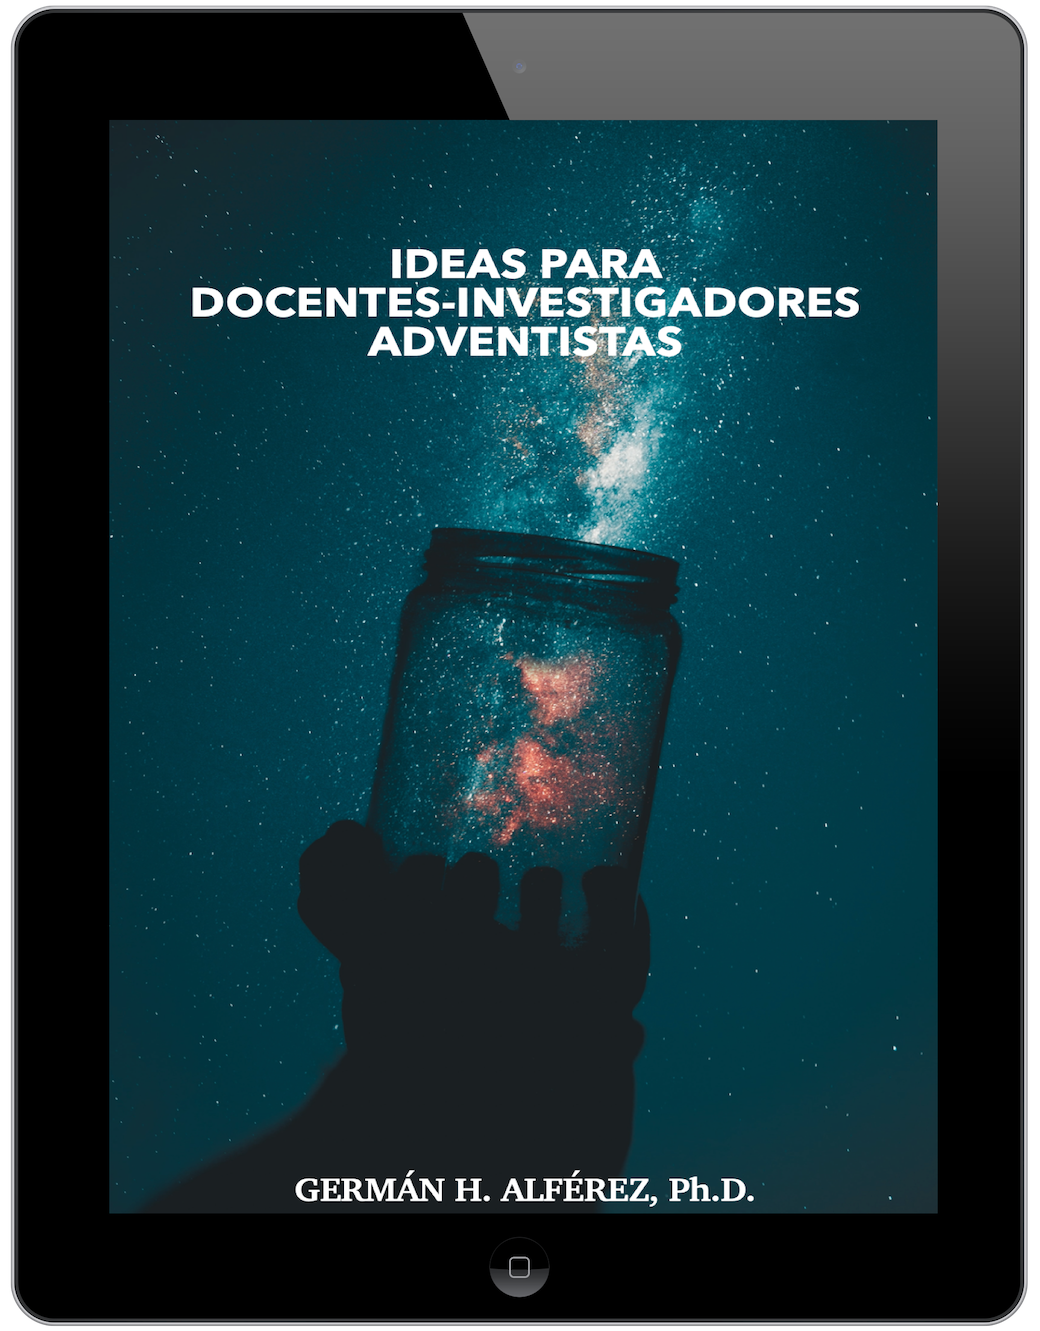 IDEAS PARA
DOCENTES-INVESTIGADORES
ADVENTISTAS
GERMÁN H. ALFÉREZ, Ph.D.